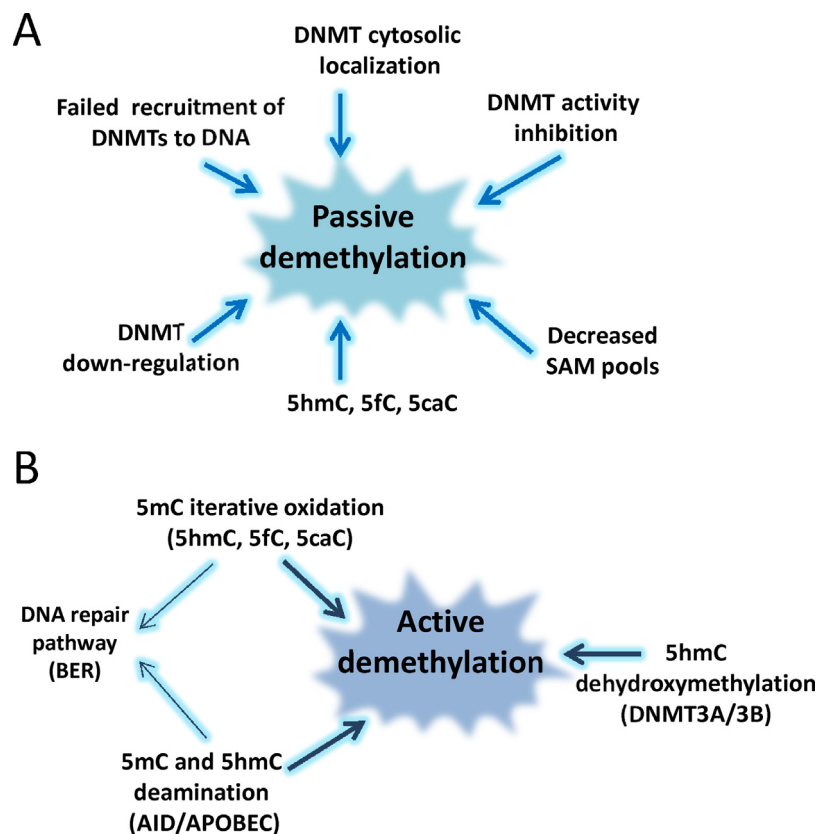 A
DNMT cytosolic
localization
Failed recruitment of
DNMTs to DNA
DNMT activity
inhibition
Passive
demethylation
DNMT
down-regulation
5hmC, 5fC, 5caC
Decreased
SAM pools
B
5mC iterative oxidation
(5hmC, 5fC, 5caC)
DNA repair
pathway
(BER)
Active
demethylation
5hmC
dehydroxymethylation
(DNMT3A/3B)
5mC and 5hmC
deamination
(AID/APOBEC)